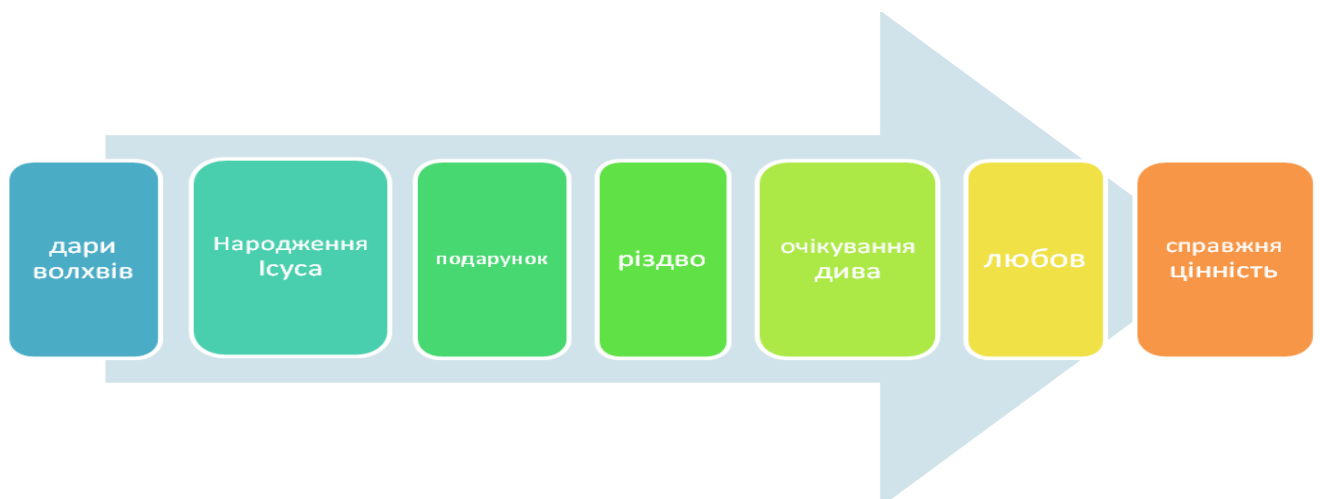 дари
волхвів
Народження
Ісуса
подарунок
різдво
очікування
дива
любов
справжня
цінність